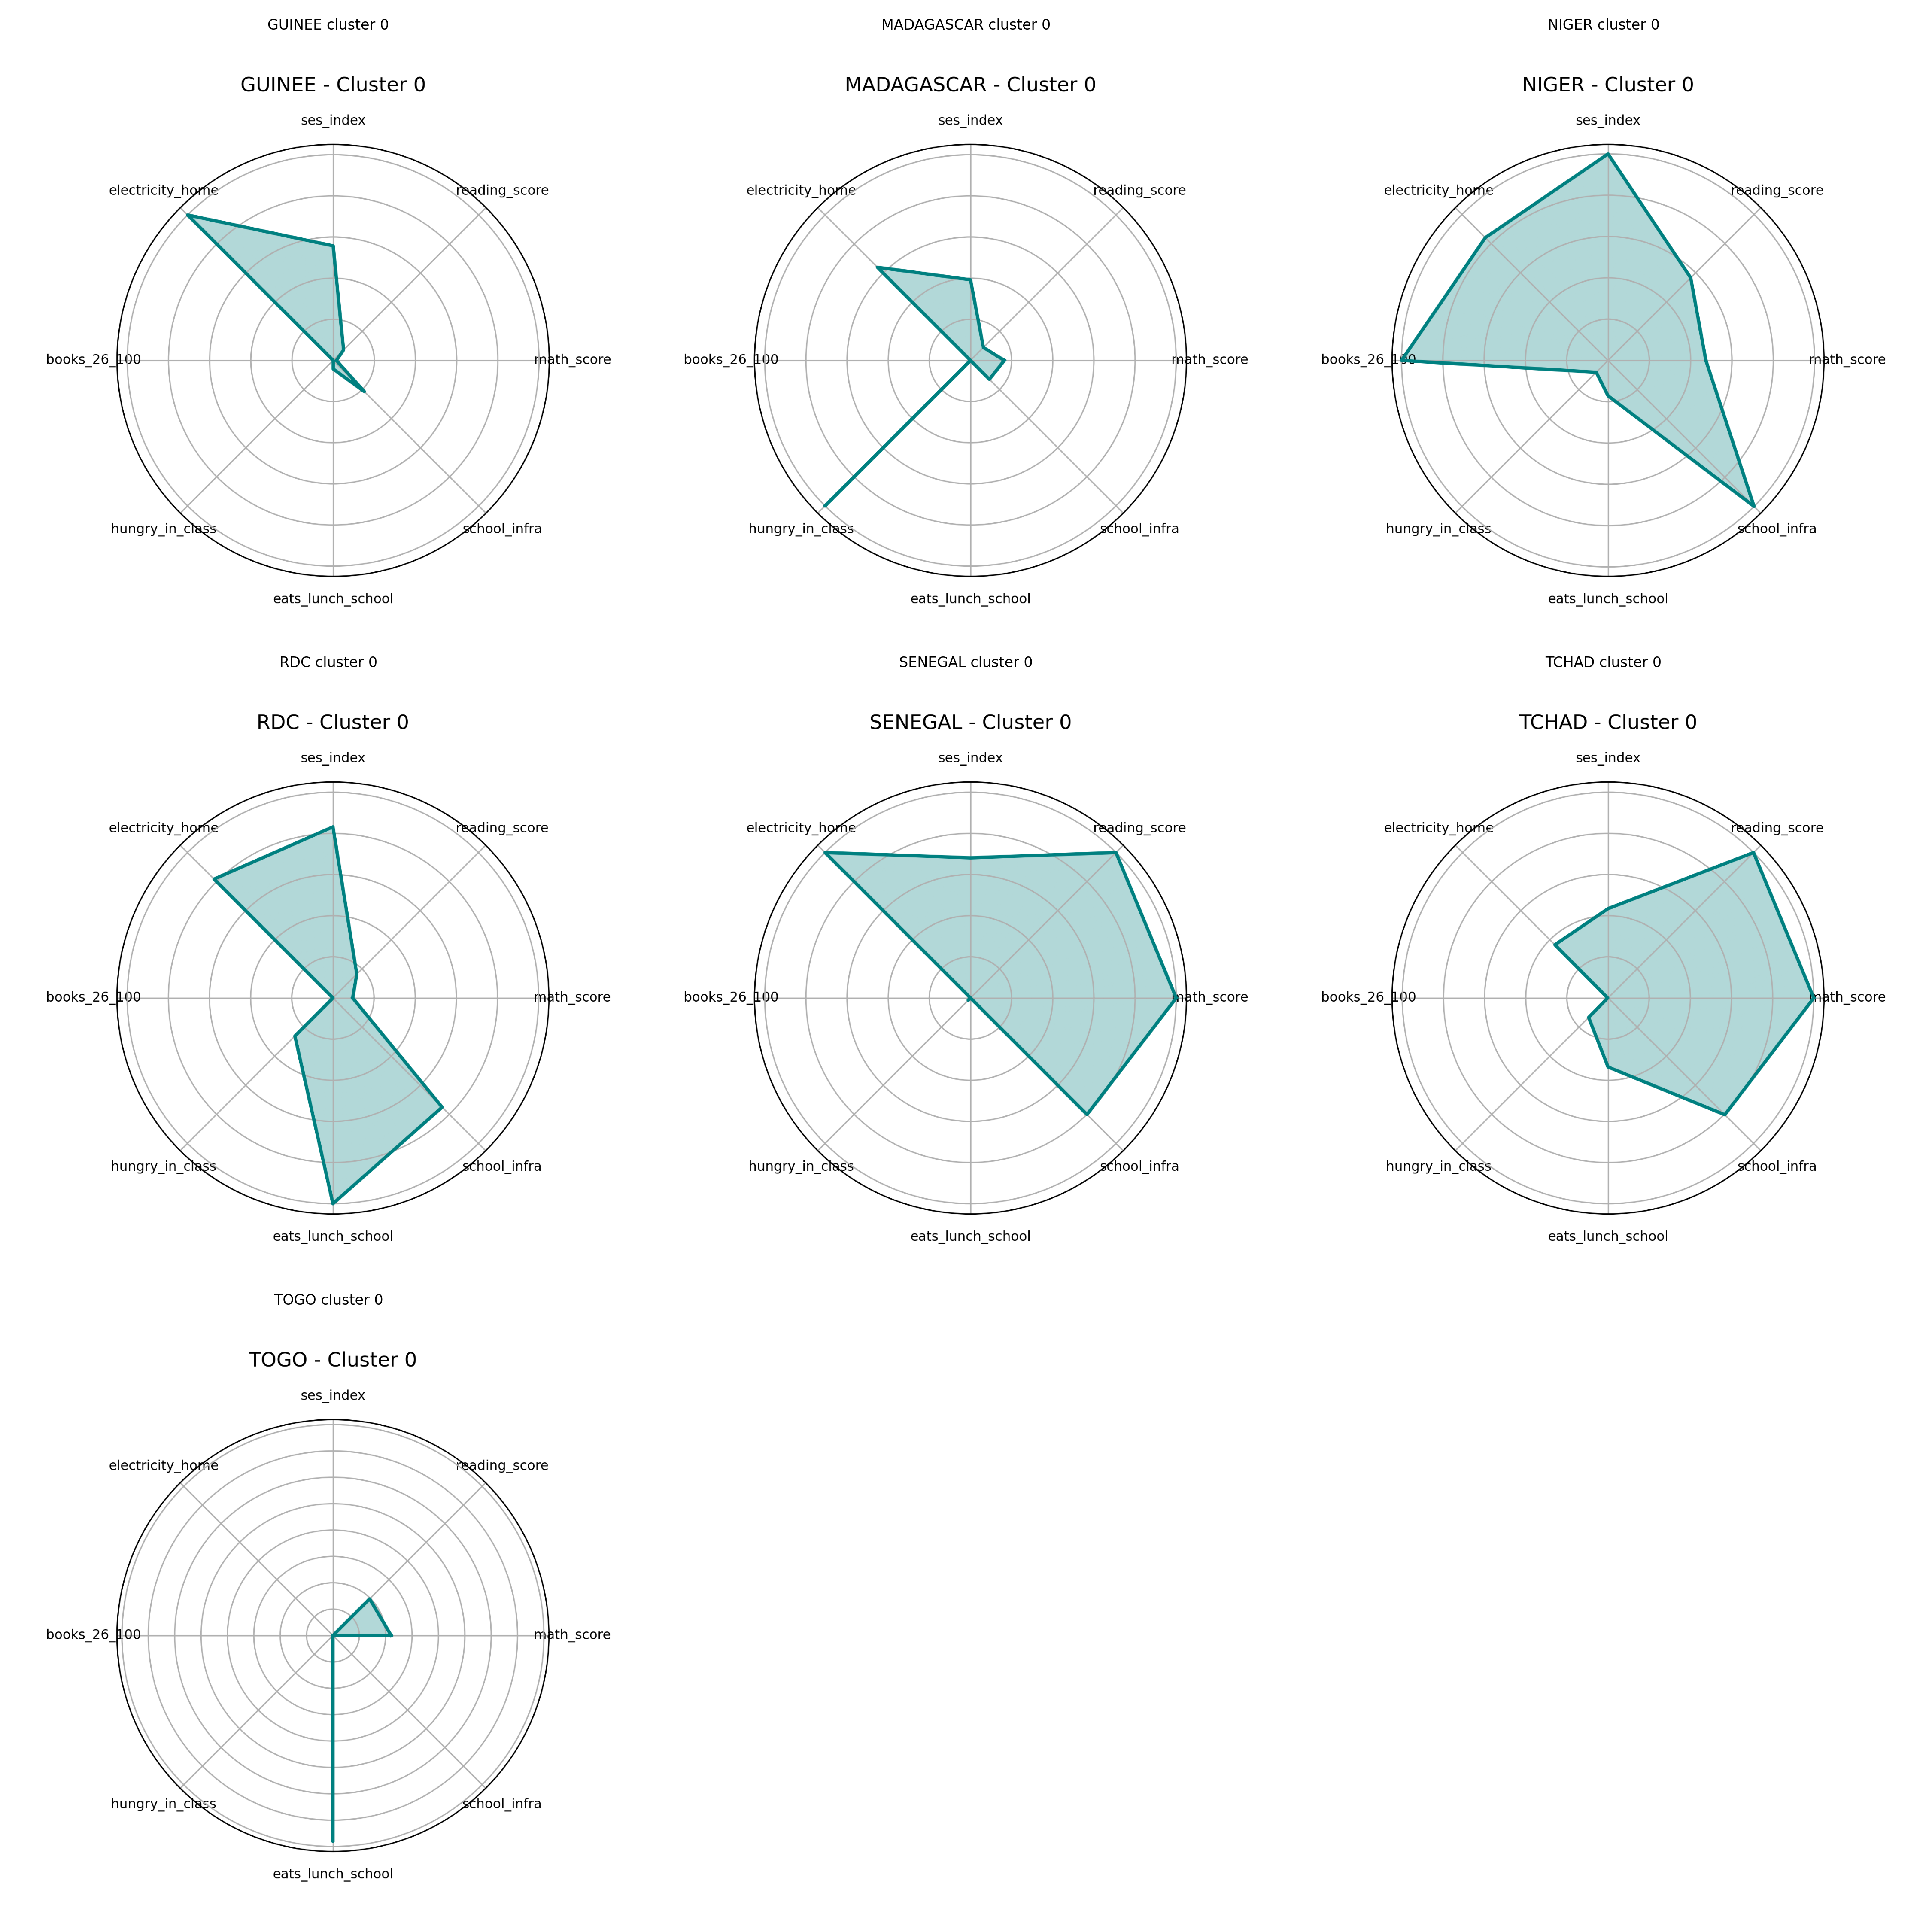 GUINEE cluster 0
MADAGASCAR cluster 0
NIGER cluster 0
GUINEE - Cluster 0
MADAGASCAR - Cluster 0
NIGER - Cluster 0
ses_index
ses_index
ses_index
electricity_home
reading_score
electricity_home
reading_score
electricity_home
reading_score
books_26_100
math_score
books_26_100
math_score
books_26_100
math_score
hungry_in_class
school_infra
hungry_in_class
school_infra
hungry_in_class
school_infra
eats_lunch_school
eats_lunch_school
eats_lunch_school
RDC cluster 0
SENEGAL cluster 0
TCHAD cluster 0
RDC - Cluster 0
SENEGAL - Cluster 0
TCHAD - Cluster 0
ses_index
ses_index
ses_index
electricity_home
reading_score
electricity_home
reading_score
electricity_home
reading_score
books_26_100
math_score
books_26_100
math_score
books_26_100
math_score
hungry_in_class
school_infra
hungry_in_class
school_infra
hungry_in_class
school_infra
eats_lunch_school
eats_lunch_school
eats_lunch_school
TOGO cluster 0
TOGO - Cluster 0
ses_index
electricity_home
reading_score
books_26_100
math_score
hungry_in_class
school_infra
eats_lunch_school